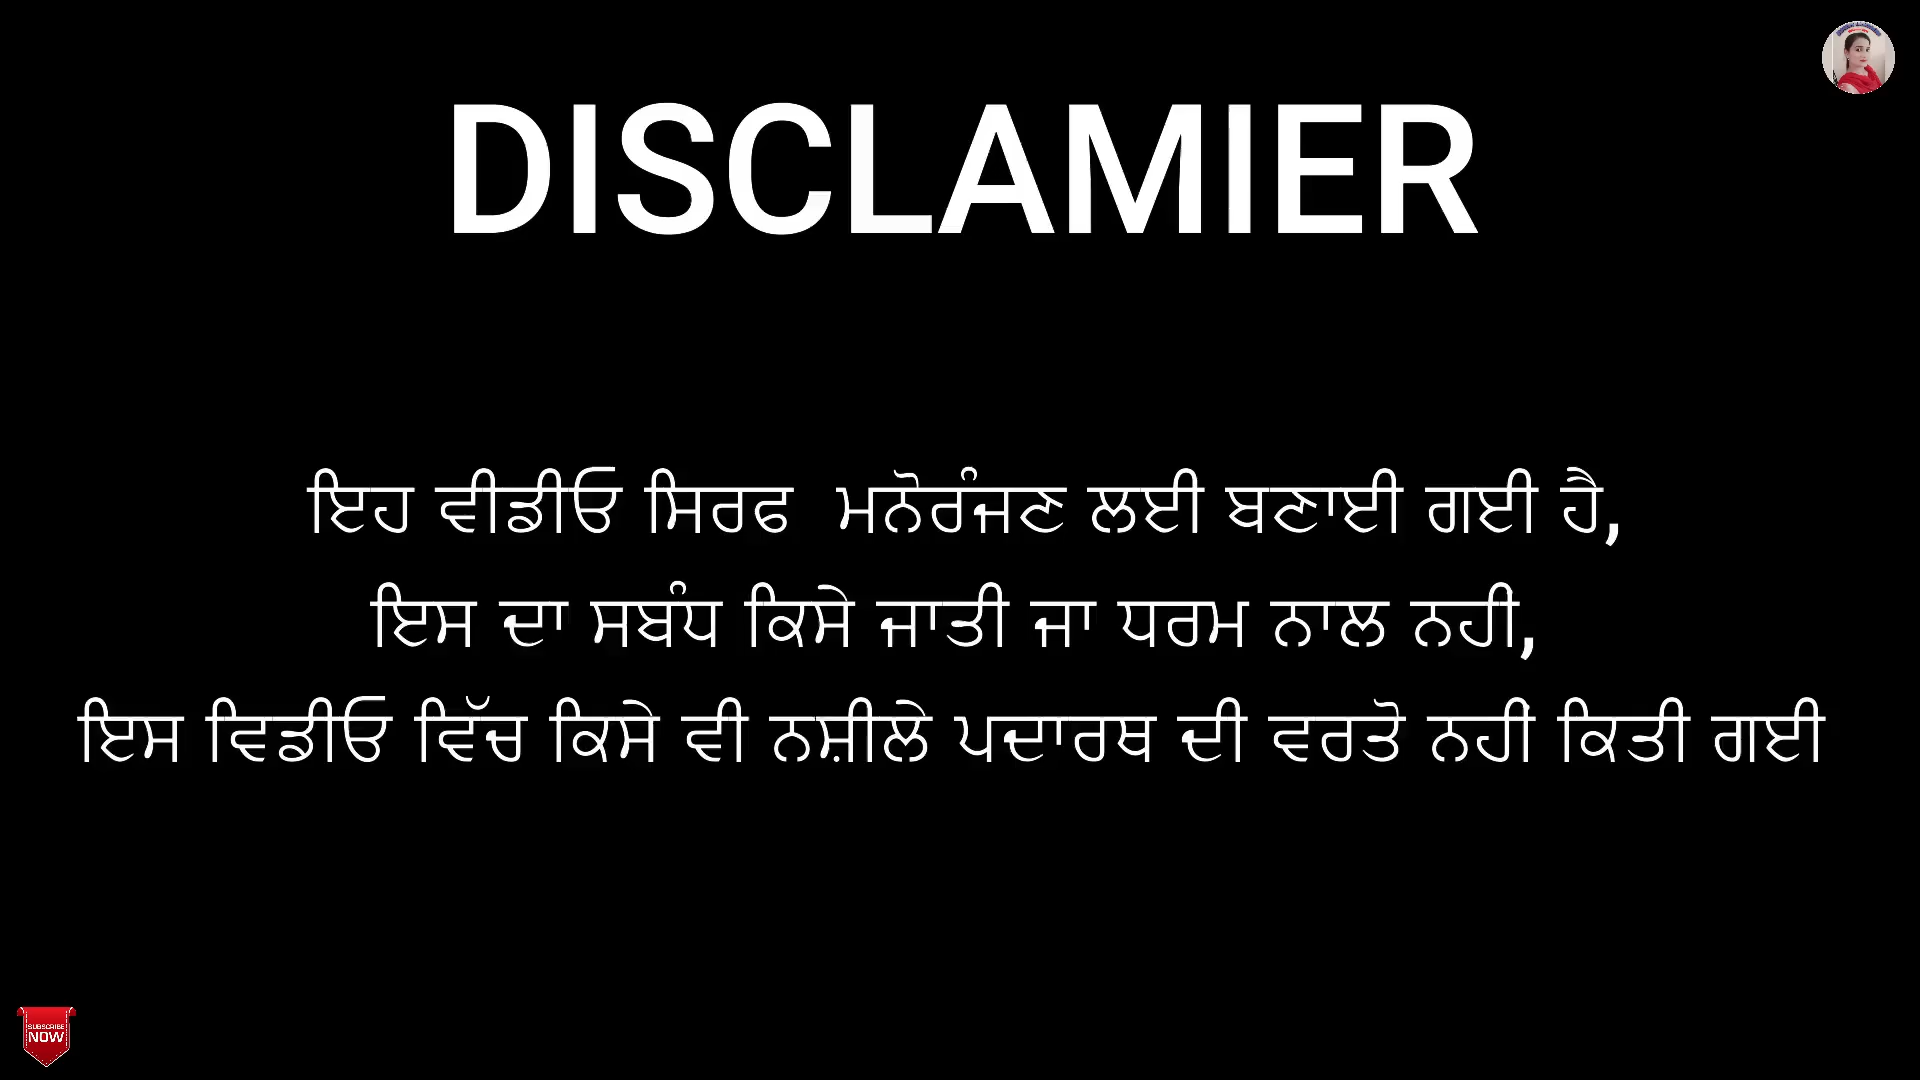 DISCLAMIER
ਇਹ ਵੀਡੀਓ ਸਿਰਫ  ਮਨੋਰੰਜਣ ਲਈ ਬਣਾਈ ਗਈ ਹੈ,
ਇਸ ਦਾ ਸਬੰਧ ਕਿਸੇ ਜਾਤੀ ਜਾ ਧਰਮ ਨਾਲ ਨਹੀ,
ਇਸ ਵਿਡੀਓ ਵਿੱਚ ਕਿਸੇ ਵੀ ਨਸ਼ੀਲੇ ਪਦਾਰਥ ਦੀ ਵਰਤੋ ਨਹੀਂ ਕਿਤੀ ਗਈ
SUBSCRIBE
NOW